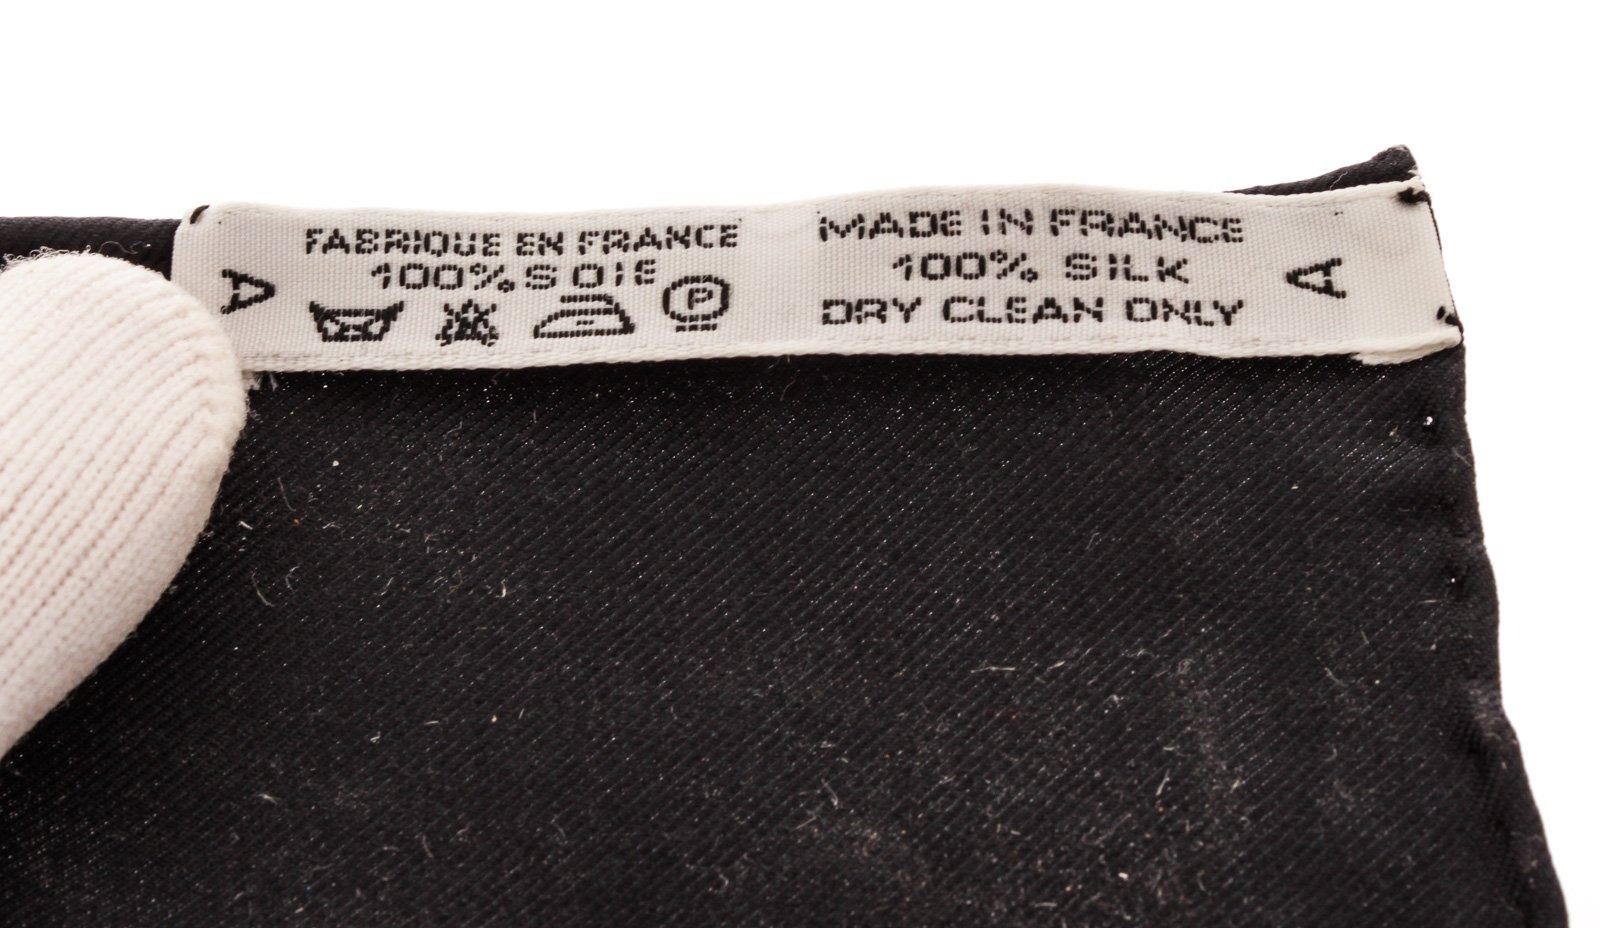 A
FABRIQUE EN FRANCE
100% SOIE
P
MADE IN FRANCE
100% SILK
DRY CLEAN ONLY
A